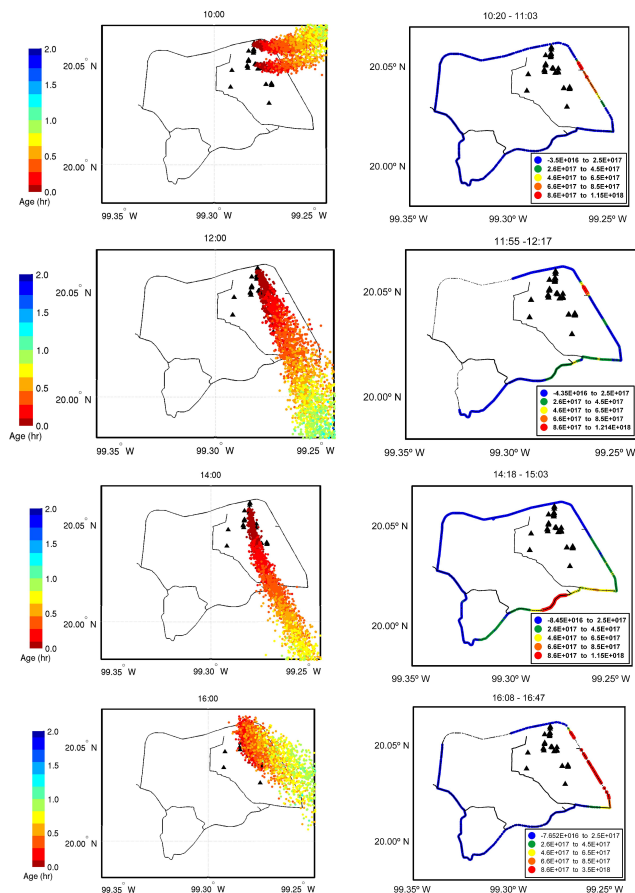 10:00
2.0
1.5
1.0
0.5
0.0
Age (hr)
20.05° N
20.00° N
99.35° W
99.30° W
99.25° W
10:20 - 11:03
20.05º N
20.00º N
-3.5E+016 to 2.5E+017
2.6E+017 to 4.5E+017
4.6E+017 to 6.5E+017
6.6E+017 to 8.5E+017
8.6E+017 to 1.15E+018
99.35º W
99.30º W
99.25º W
12:00
2.0
1.5
1.0
0.5
0.0
Age (hr)
20.05° N
20.00° N
99.35° W
99.30° W
99.25° W
11:55 -12:17
20.05º N
20.00º N
-4.35E+016 to 2.5E+017
2.6E+017 to 4.5E+017
4.6E+017 to 6.5E+017
6.6E+017 to 8.5E+017
8.6E+017 to 1.214E+018
99.35º W
99.30º W
99.25º W
14:00
2.0
1.5
1.0
0.5
0.0
Age (hr)
20.05° N
20.00° N
99.35° W
99.30° W
99.25° W
14:18 - 15:03
20.05º N
20.00º N
-8.45E+016 to 2.5E+017
2.6E+017 to 4.5E+017
4.6E+017 to 6.5E+017
6.6E+017 to 8.5E+017
8.6E+017 to 1.15E+018
99.35º W
99.30º W
99.25º W
16:00
2.0
1.5
1.0
0.5
0.0
Age (hr)
20.05° N
20.00° N
99.35° W
99.30° W
99.25° W
16:08 - 16:47
20.05º N
20.00º N
-7.652E+016 to 2.5E+017
2.6E+017 to 4.5E+017
4.6E+017 to 6.5E+017
6.6E+017 to 8.5E+017
8.6E+017 to 3.5E+018
99.35º W
99.30º W
99.25º W